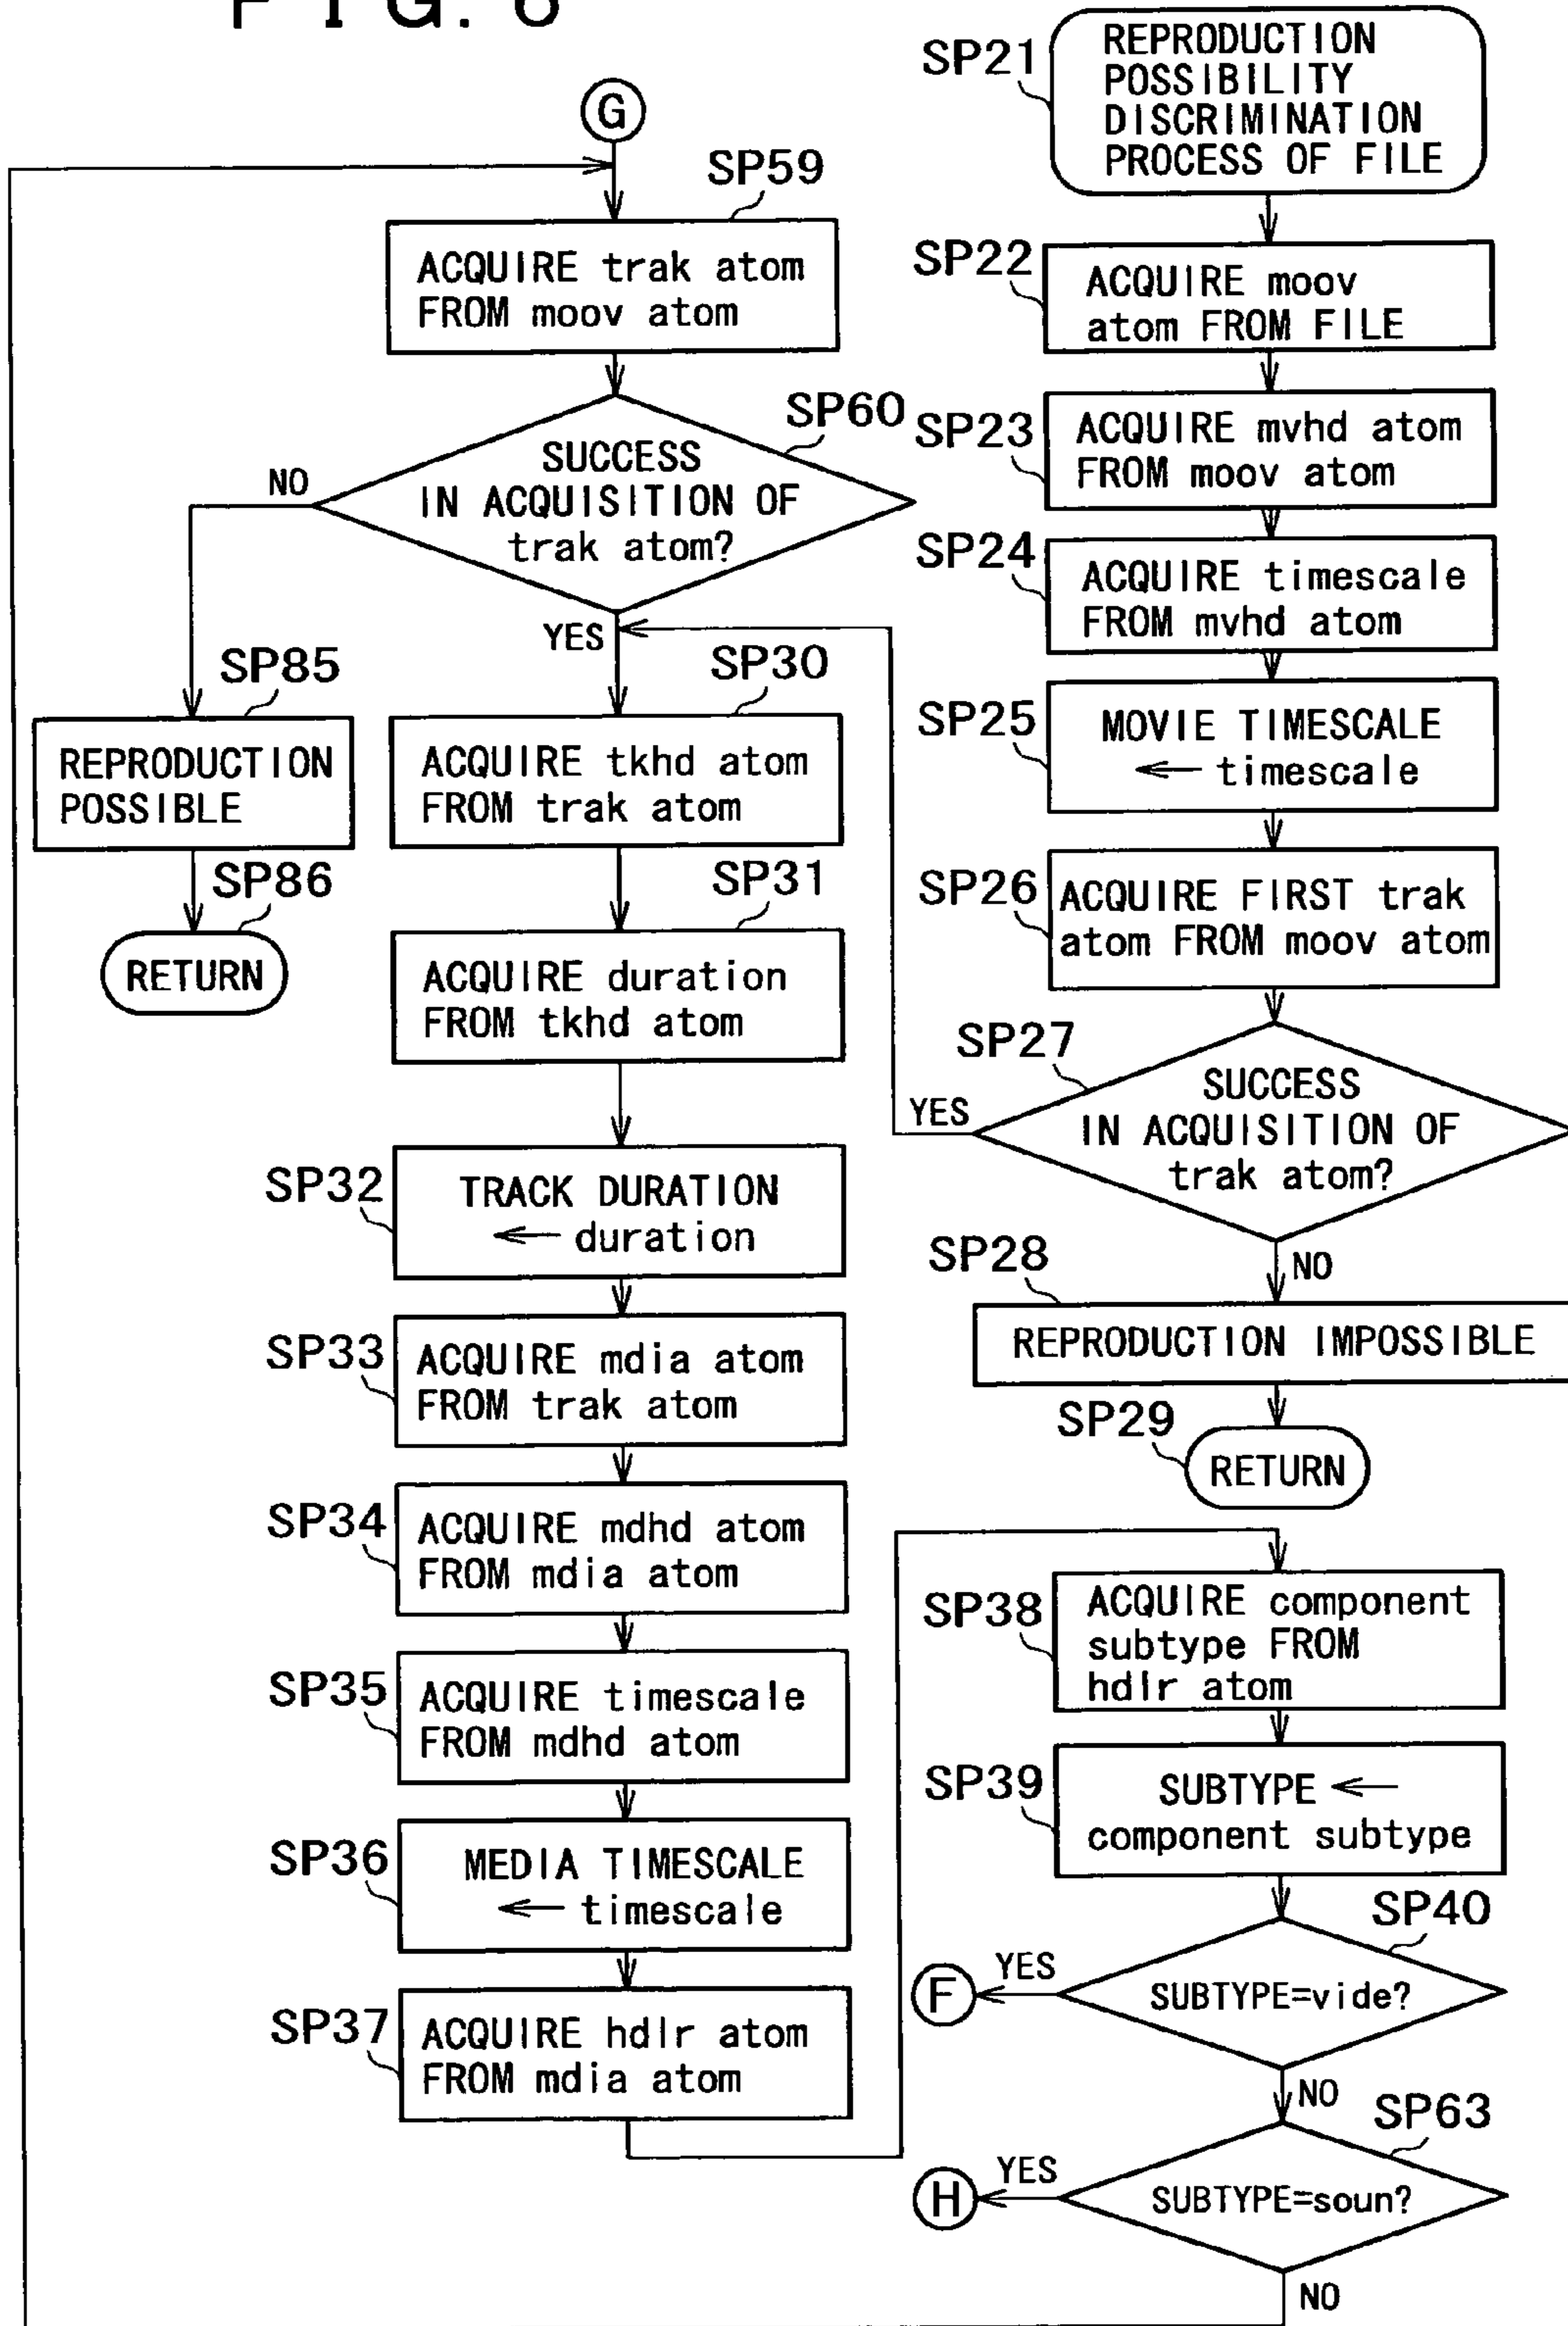 FIG. 6
G
SP59
ACQUIRE trak atom
FROM moov atom
SP60
SUCCESS
IN ACQUISITION OF
trak atom?
NO
YES
SP85
REPRODUCTION
POSSIBLE
SP86
RETURN
SP30
ACQUIRE tkhd atom
FROM trak atom
SP31
ACQUIRE duration
FROM tkhd atom
SP32
TRACK DURATION
← duration
SP33
ACQUIRE mdia atom
FROM trak atom
SP34
ACQUIRE mdhd atom
FROM mdia atom
SP35
ACQUIRE timescale
FROM mdhd atom
SP36
MEDIA TIMESCALE
← timescale
SP37
ACQUIRE hdlr atom
FROM mdia atom
SP21
REPRODUCTION
POSSIBILITY
DISCRIMINATION
PROCESS OF FILE
SP22
ACQUIRE moov
atom FROM FILE
SP23
ACQUIRE mvhd atom
FROM moov atom
SP24
ACQUIRE timescale
FROM mvhd atom
SP25
MOVIE TIMESCALE
← timescale
SP26
ACQUIRE FIRST trak
atom FROM moov atom
SP27
SUCCESS
IN ACQUISITION OF
trak atom?
YES
NO
SP28
REPRODUCTION IMPOSSIBLE
SP29
RETURN
SP38
ACQUIRE component
subtype FROM
hdlr atom
SP39
SUBTYPE ←
component subtype
SP40
SUBTYPE=vide?
YES
F
NO
SP63
SUBTYPE=soun?
YES
H
NO